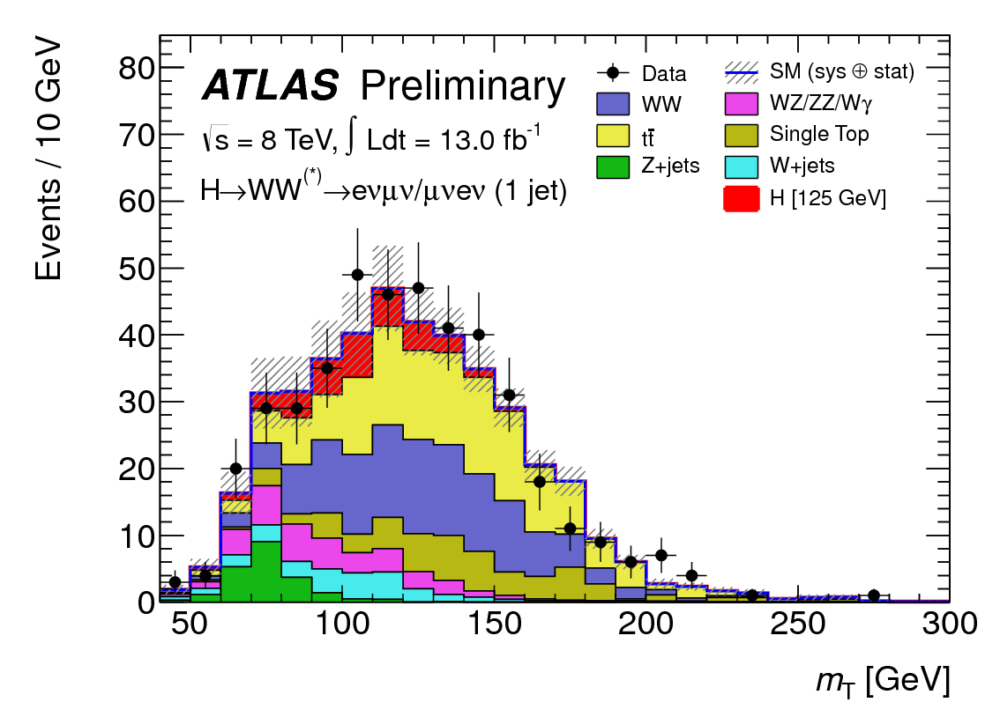 Events / 10 GeV
80
70
60
50
40
30
20
10
0
ATLAS Preliminary
√s = 8 TeV, ∫ Ldt = 13.0 fb⁻¹
H→WW⁽*⁾→eνμν/μνeν (1 jet)
Data
SM (sys ⊕ stat)
WW
WZ/ZZ/Wγ
tt̄
Single Top
Z+jets
W+jets
H [125 GeV]
50 100 150 200 250 300
m_T [GeV]